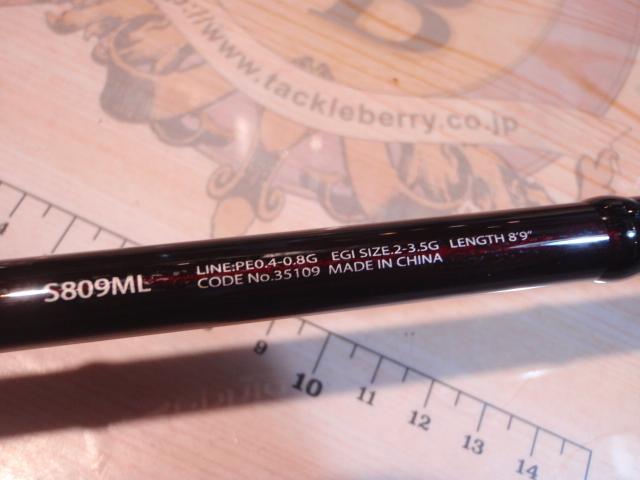 B
http://www.tackleberry.co.jp
S809ML
LINE:PE0.4-0.8G EGI SIZE.2-3.5G LENGTH 8'9"
CODE No.35109 MADE IN CHINA
9 10 11 12 13 14